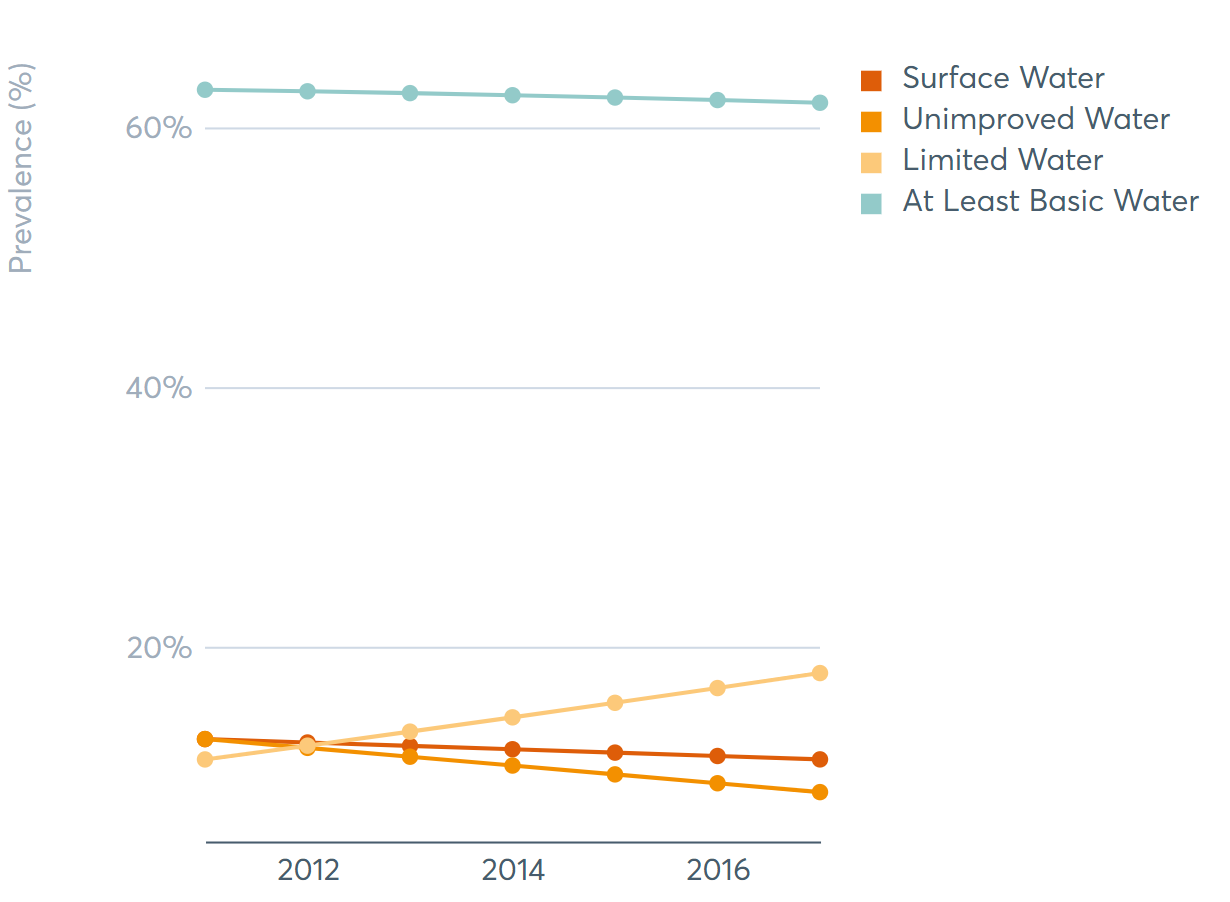 Prevalence (%)
60%
40%
20%
2012
2014
2016
Surface Water
Unimproved Water
Limited Water
At Least Basic Water